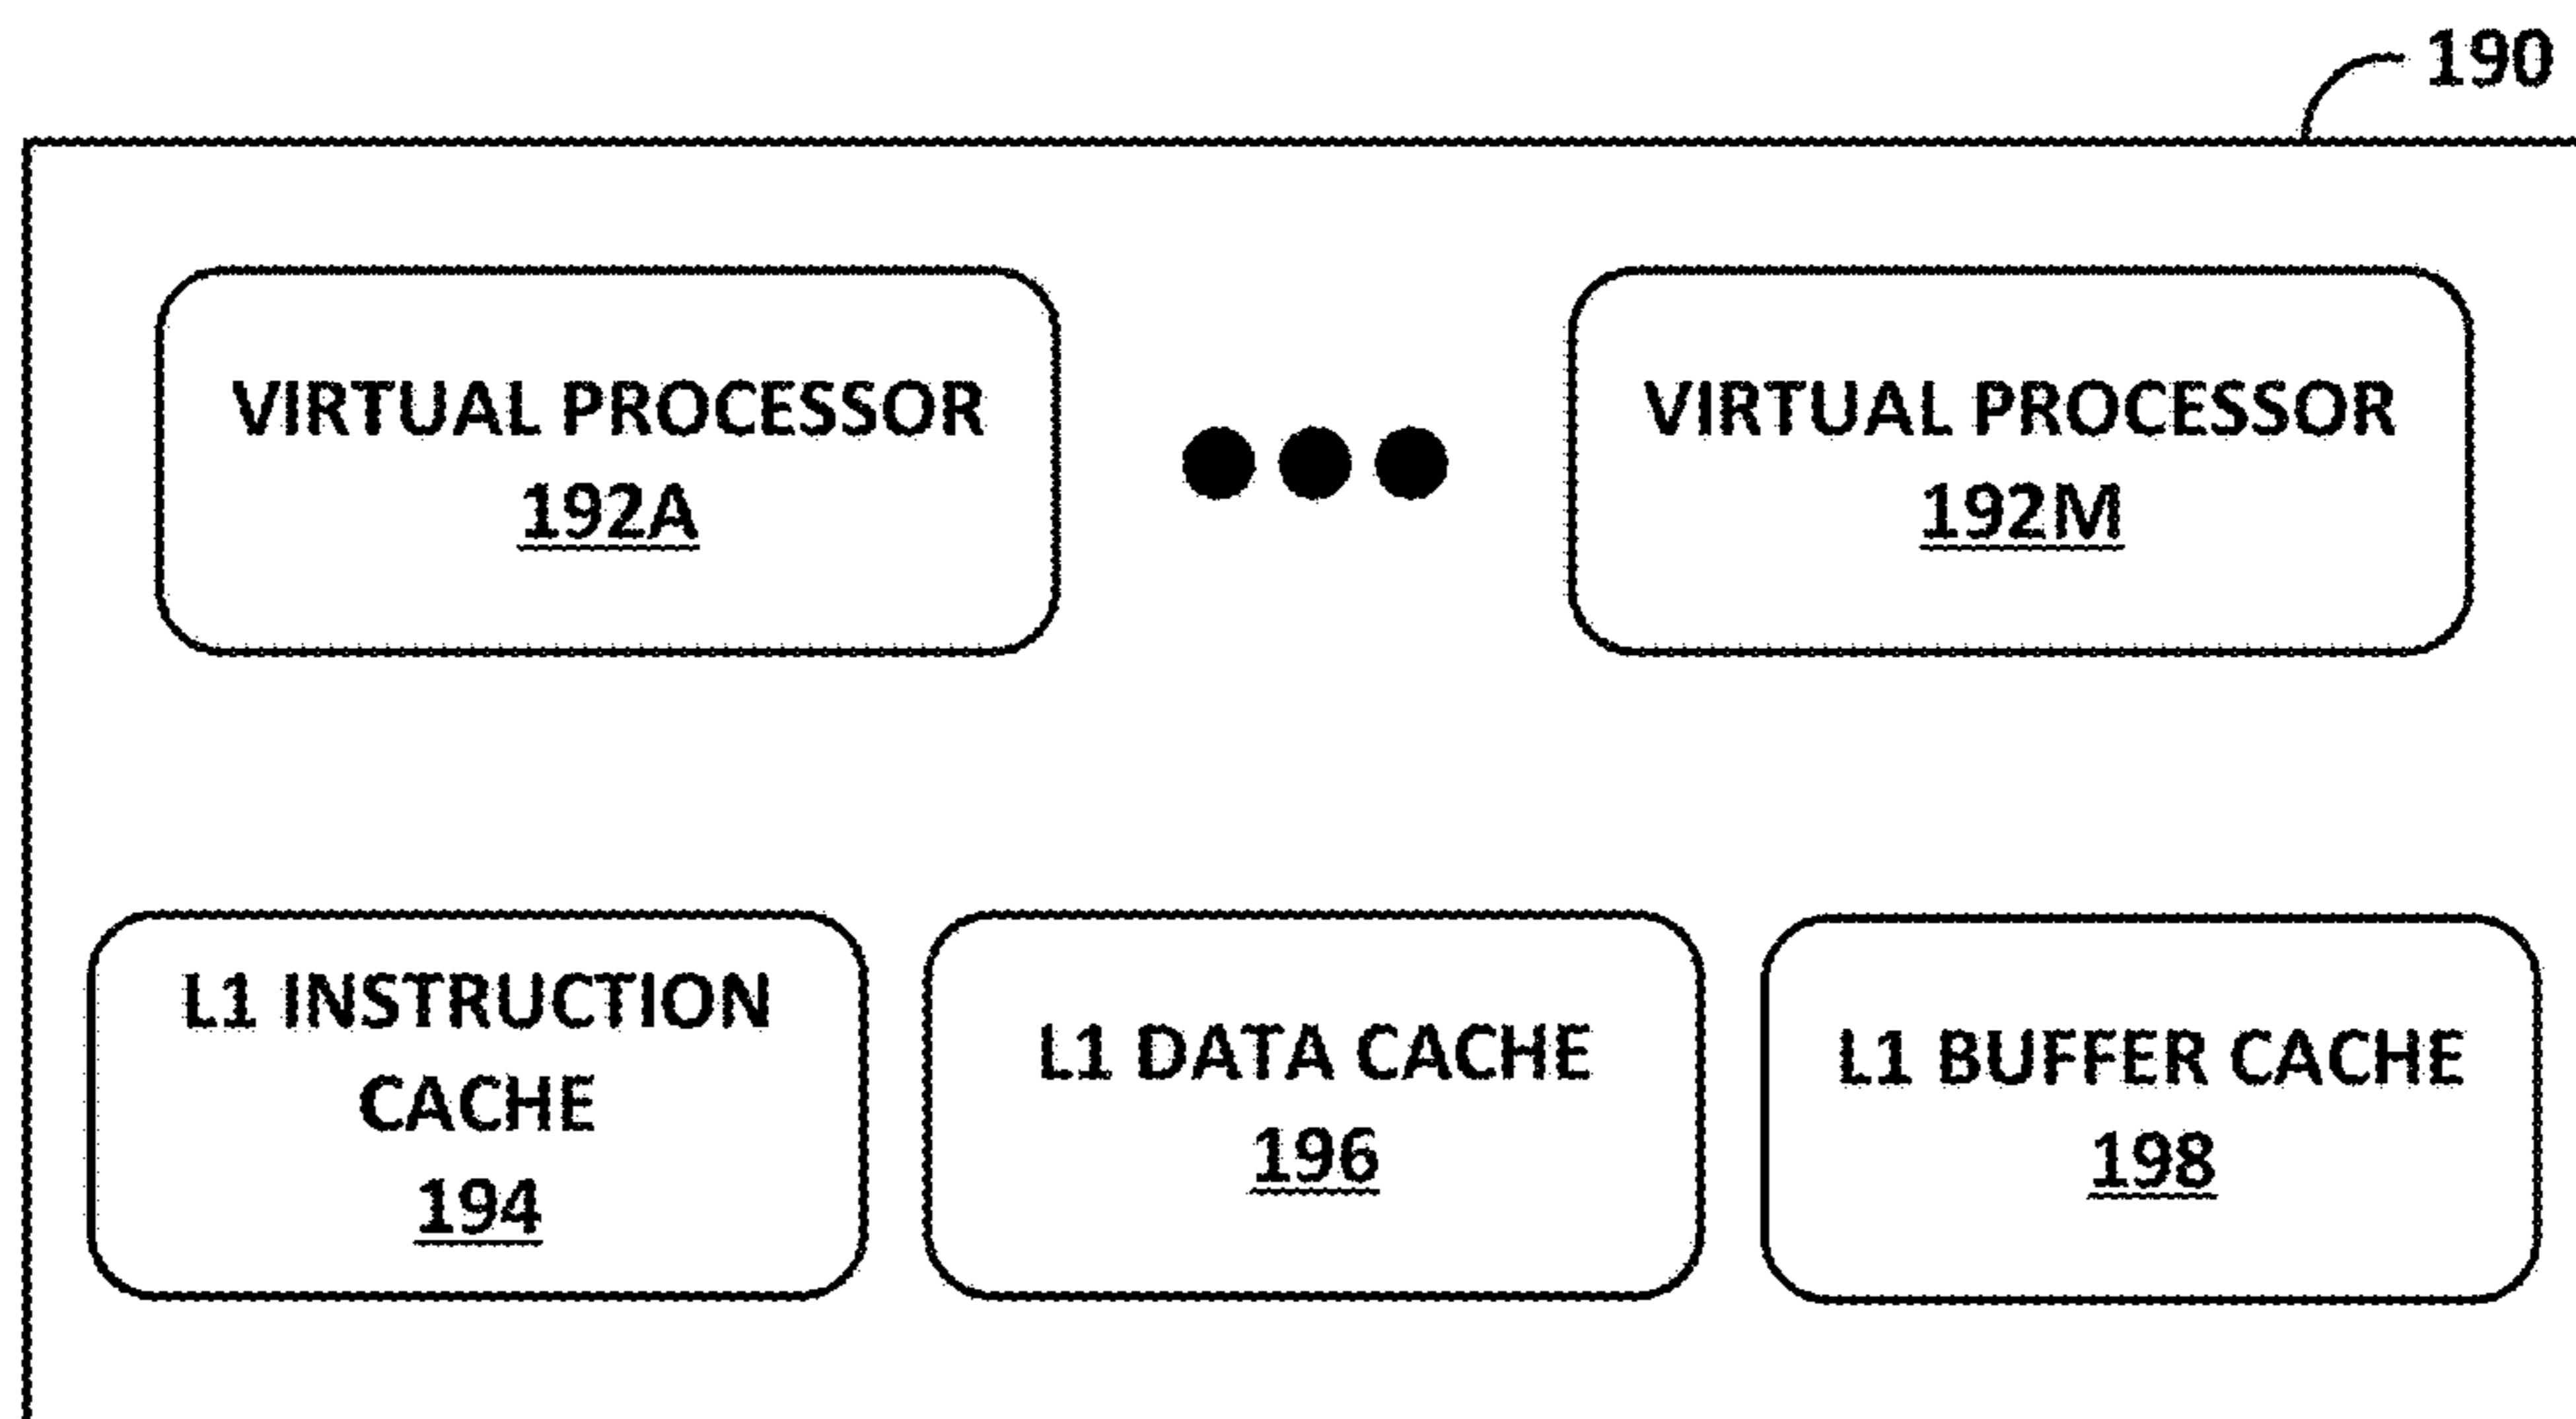 190
VIRTUAL PROCESSOR
192A
VIRTUAL PROCESSOR
192M
L1 INSTRUCTION
CACHE
194
L1 DATA CACHE
196
L1 BUFFER CACHE
198